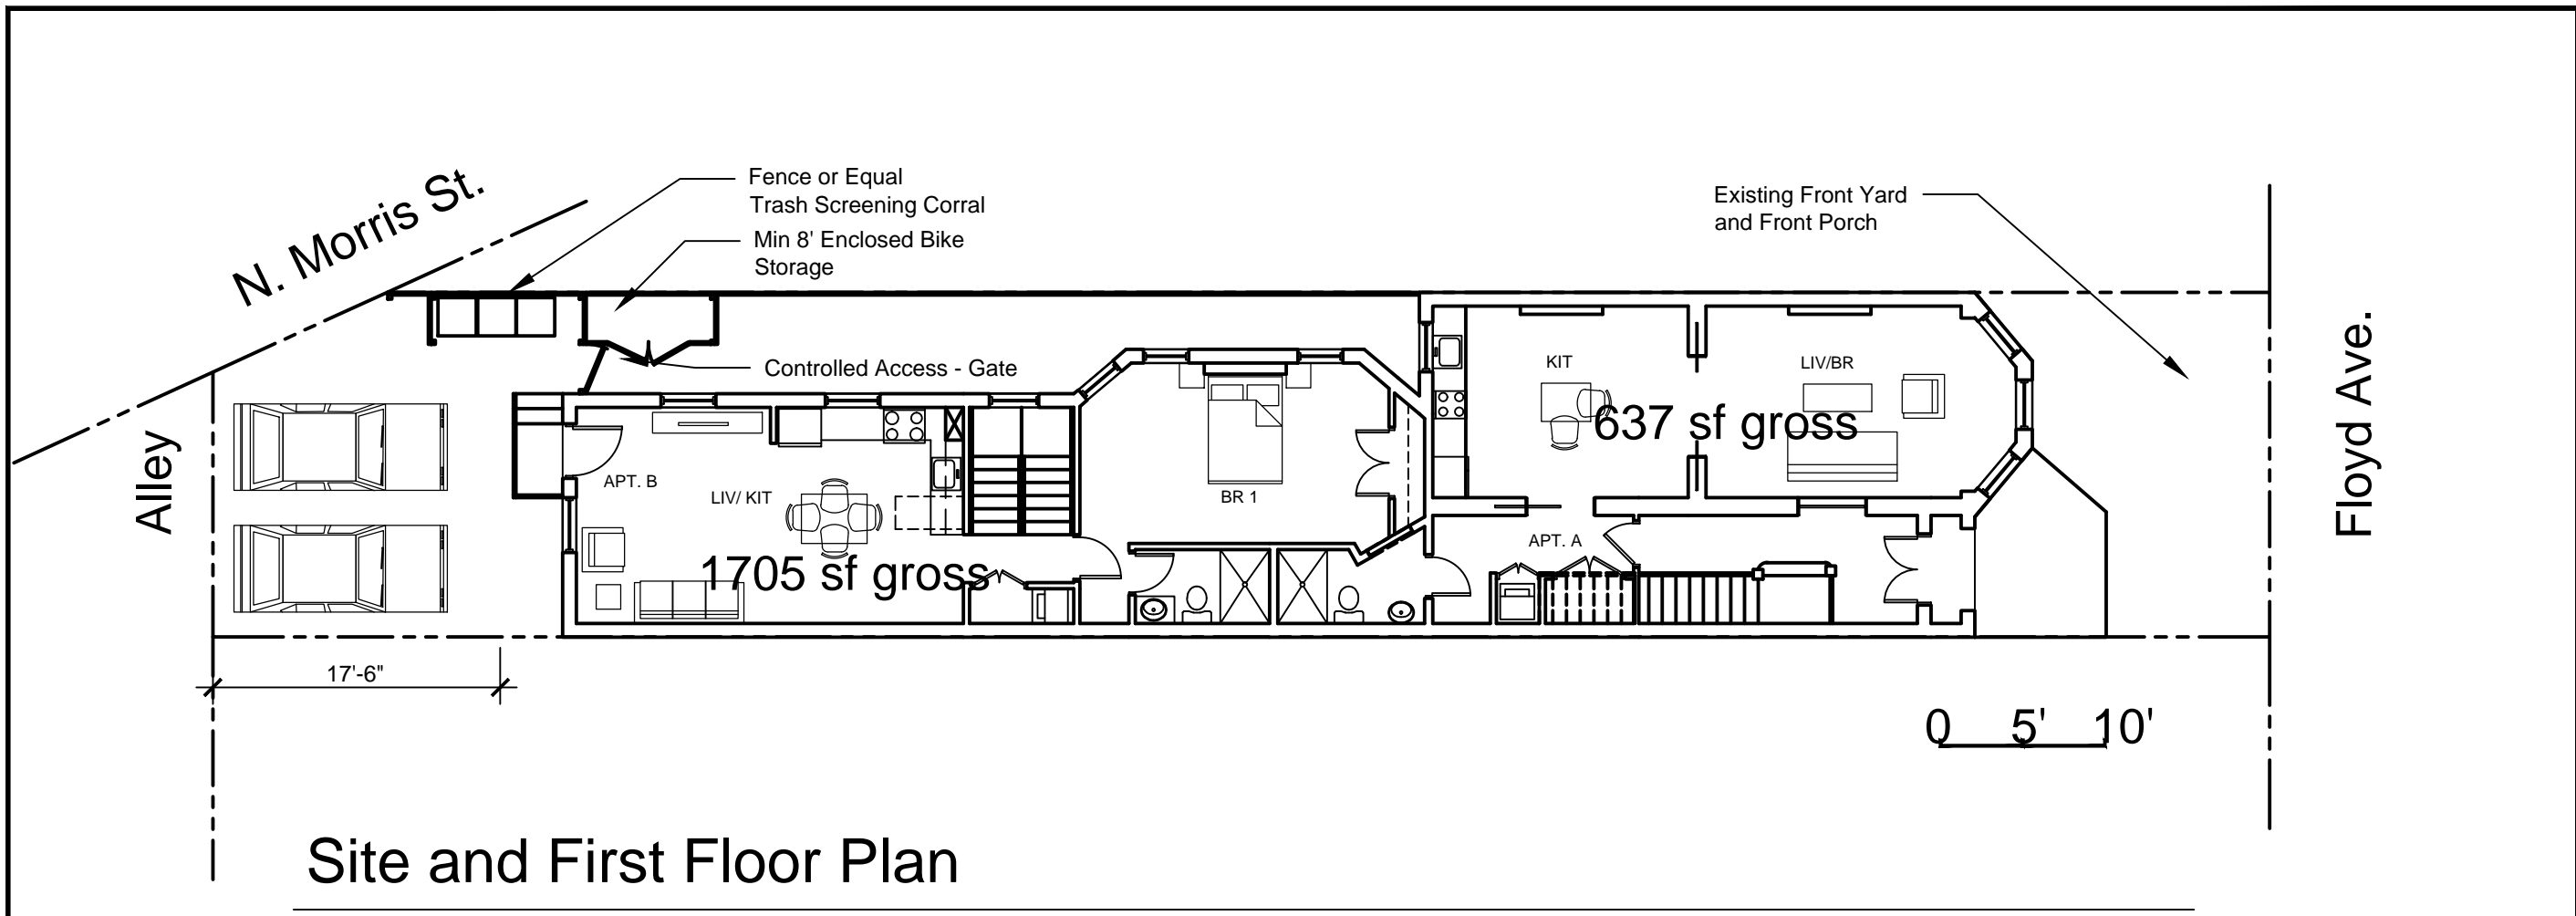 N. Morris St.
Fence or Equal
Trash Screening Corral
Min 8' Enclosed Bike
Storage
Controlled Access - Gate
Existing Front Yard
and Front Porch
Alley
APT. B
LIV/ KIT
1705 sf gross
BR 1
KIT
LIV/BR
637 sf gross
APT. A
Floyd Ave.
17'-6"
0 5' 10'
Site and First Floor Plan